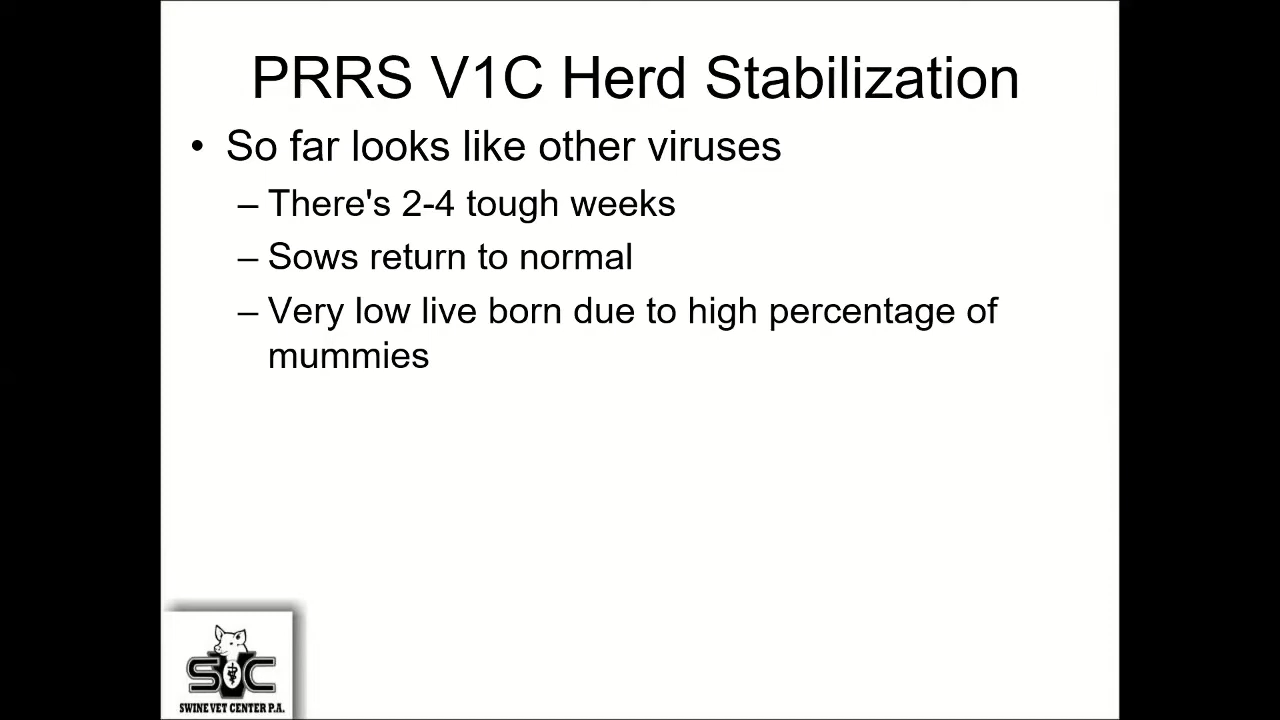 PRRS V1C Herd Stabilization
• So far looks like other viruses
– There's 2-4 tough weeks
– Sows return to normal
– Very low live born due to high percentage of
mummies
SVC
SWINE VET CENTER P.A.